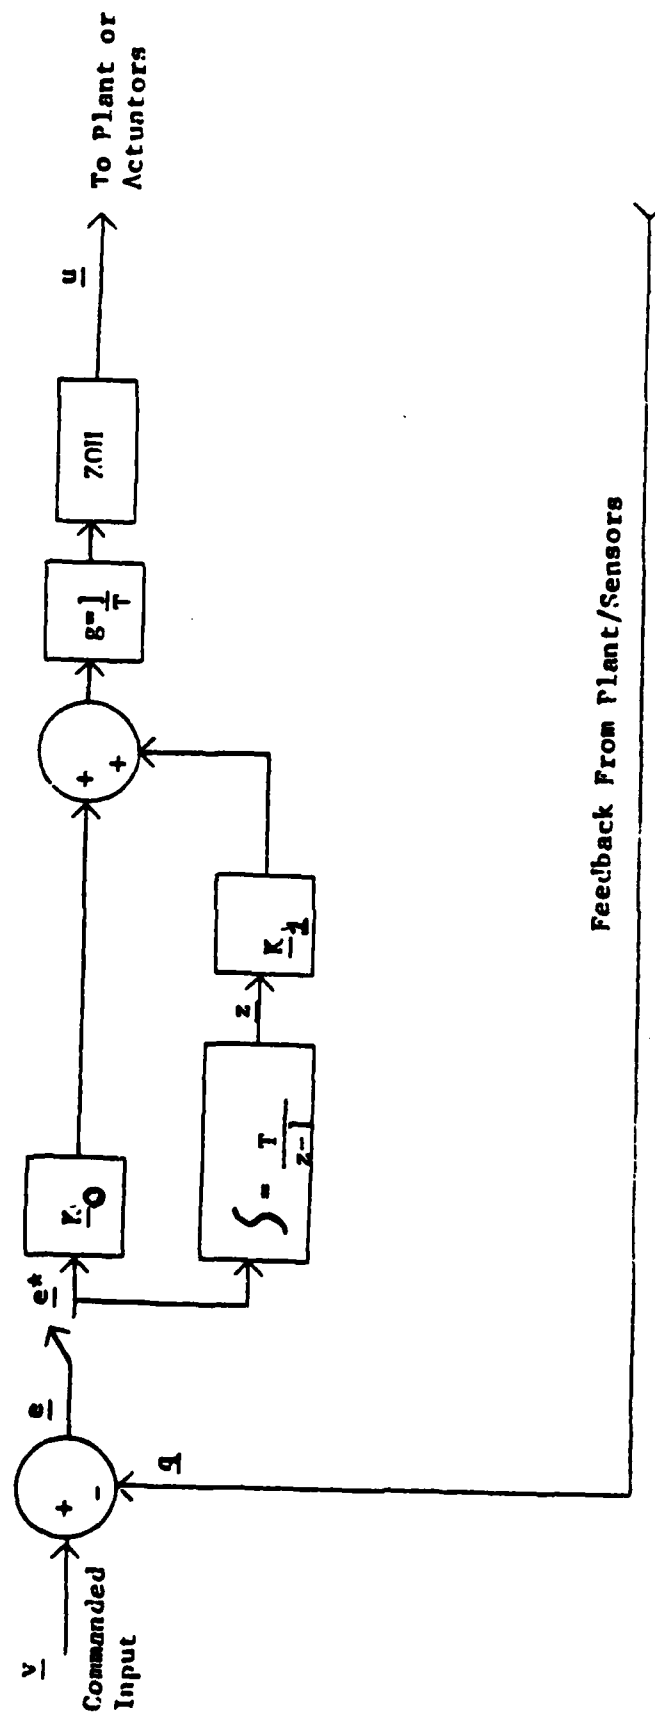 v
Commanded
Input
+
-
e
q
e*
K0
∫ = T
z-1
z
K1
+
+
g=1
T
ZOH
u
To Plant or
Actuators
Feedback From Plant/Sensors